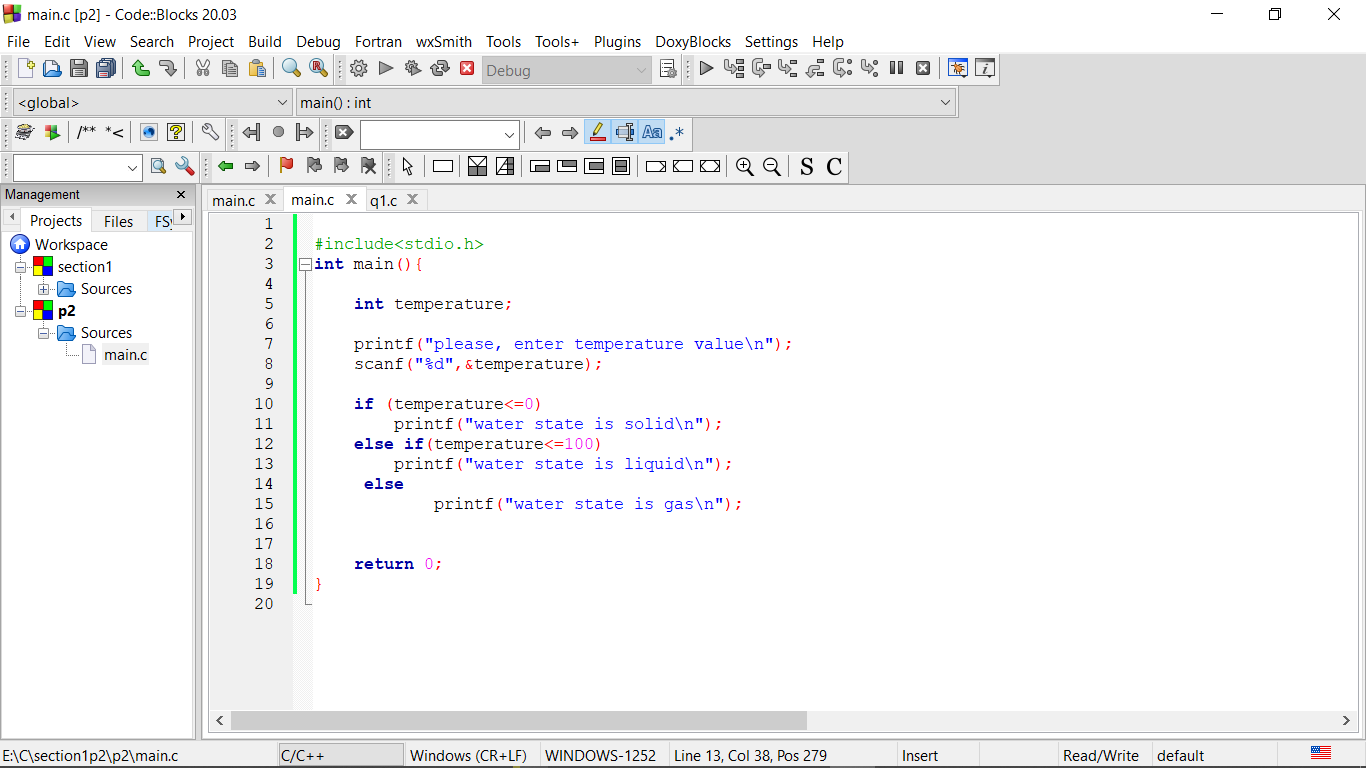 main.c [p2] - Code::Blocks 20.03
File Edit View Search Project Build Debug Fortran wxSmith Tools Tools+ Plugins DoxyBlocks Settings Help
Debug
<global> main() : int
/** *< ? Aa .*
S C
Management
Projects Files FSy
Workspace
section1
Sources
p2
Sources
main.c
main.c main.c q1.c
1
2 #include<stdio.h>
3 int main(){
4
5 int temperature;
6
7 printf("please, enter temperature value\n");
8 scanf("%d",&temperature);
9
10 if (temperature<=0)
11 printf("water state is solid\n");
12 else if(temperature<=100)
13 printf("water state is liquid\n");
14 else
15 printf("water state is gas\n");
16
17
18 return 0;
19 }
20
E:\C\section1p2\p2\main.c C/C++ Windows (CR+LF) WINDOWS-1252 Line 13, Col 38, Pos 279 Insert Read/Write default